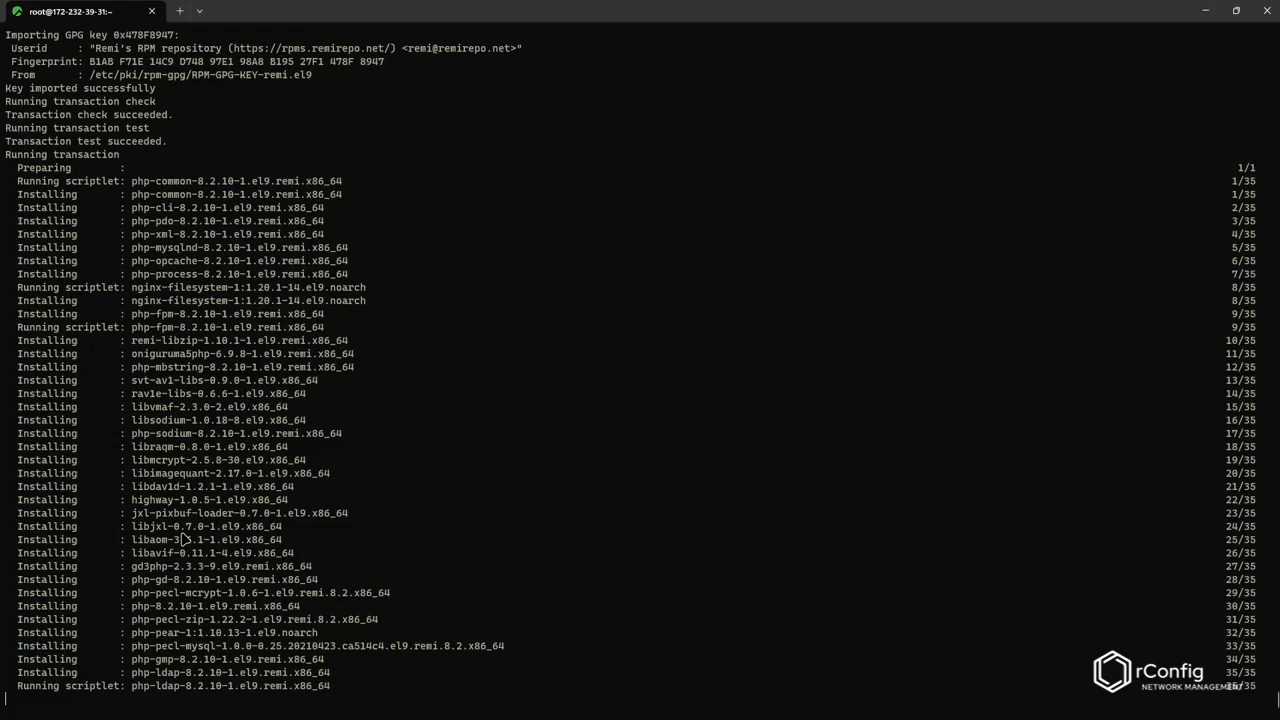 root@172-232-39-31:~
Importing GPG key 0x478F8947:
Userid     : "Remi's RPM repository (https://rpms.remirepo.net/) <remi@remirepo.net>"
Fingerprint: B1AB F71E 14C9 D748 97E1 98A8 B195 27F1 478F 8947
From       : /etc/pki/rpm-gpg/RPM-GPG-KEY-remi.el9
Key imported successfully
Running transaction check
Transaction check succeeded.
Running transaction test
Transaction test succeeded.
Running transaction
Preparing        : 1/1
Running scriptlet: php-common-8.2.10-1.el9.remi.x86_64 1/35
Installing       : php-common-8.2.10-1.el9.remi.x86_64 1/35
Installing       : php-cli-8.2.10-1.el9.remi.x86_64 2/35
Installing       : php-pdo-8.2.10-1.el9.remi.x86_64 3/35
Installing       : php-xml-8.2.10-1.el9.remi.x86_64 4/35
Installing       : php-mysqlnd-8.2.10-1.el9.remi.x86_64 5/35
Installing       : php-opcache-8.2.10-1.el9.remi.x86_64 6/35
Installing       : php-process-8.2.10-1.el9.remi.x86_64 7/35
Running scriptlet: nginx-filesystem-1:1.20.1-14.el9.noarch 8/35
Installing       : nginx-filesystem-1:1.20.1-14.el9.noarch 8/35
Installing       : php-fpm-8.2.10-1.el9.remi.x86_64 9/35
Running scriptlet: php-fpm-8.2.10-1.el9.remi.x86_64 9/35
Installing       : remi-libzip-1.10.1-1.el9.remi.x86_64 10/35
Installing       : oniguruma5php-6.9.8-1.el9.remi.x86_64 11/35
Installing       : php-mbstring-8.2.10-1.el9.remi.x86_64 12/35
Installing       : svt-av1-libs-0.9.0-1.el9.x86_64 13/35
Installing       : rav1e-libs-0.6.6-1.el9.x86_64 14/35
Installing       : libvmaf-2.3.0-2.el9.x86_64 15/35
Installing       : libsodium-1.0.18-8.el9.x86_64 16/35
Installing       : php-sodium-8.2.10-1.el9.remi.x86_64 17/35
Installing       : libraqm-0.8.0-1.el9.x86_64 18/35
Installing       : libmcrypt-2.5.8-30.el9.x86_64 19/35
Installing       : libimagequant-2.17.0-1.el9.x86_64 20/35
Installing       : libdav1d-1.2.1-1.el9.x86_64 21/35
Installing       : highway-1.0.5-1.el9.x86_64 22/35
Installing       : jxl-pixbuf-loader-0.7.0-1.el9.x86_64 23/35
Installing       : libjxl-0.7.0-1.el9.x86_64 24/35
Installing       : 25/35
Installing       : libavif-0.11.1-4.el9.x86_64 26/35
Installing       : gd3php-2.3.3-9.el9.remi.x86_64 27/35
Installing       : php-gd-8.2.10-1.el9.remi.x86_64 28/35
Installing       : php-pecl-mcrypt-1.0.6-1.el9.remi.8.2.x86_64 29/35
Installing       : php-8.2.10-1.el9.remi.x86_64 30/35
Installing       : php-pecl-zip-1.22.2-1.el9.remi.8.2.x86_64 31/35
Installing       : php-pear-1:1.10.13-1.el9.noarch 32/35
Installing       : php-pecl-mysql-1.0.0-0.25.20210423.ca514c4.el9.remi.8.2.x86_64 33/35
Installing       : php-gmp-8.2.10-1.el9.remi.x86_64 34/35
Installing       : php-ldap-8.2.10-1.el9.remi.x86_64 35/35
Running scriptlet: php-ldap-8.2.10-1.el9.remi.x86_64 35/35
rConfig
NETWORK MANAGEMENT